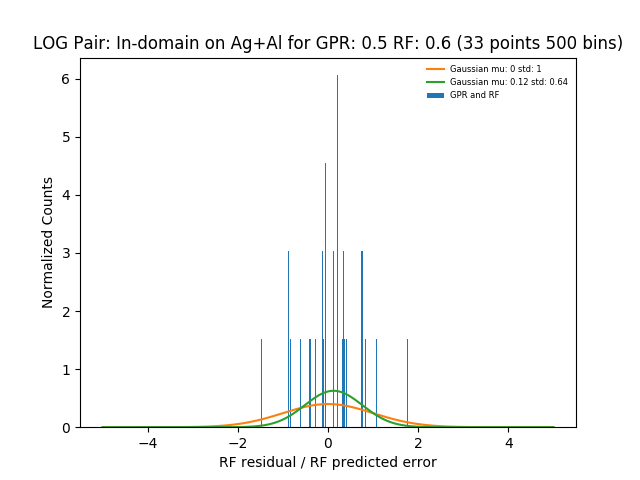 LOG Pair: In-domain on Ag+Al for GPR: 0.5 RF: 0.6 (33 points 500 bins)
Gaussian mu: 0 std: 1
Gaussian mu: 0.12 std: 0.64
GPR and RF
Normalized Counts
6
5
4
3
2
1
0
−4 −2 0 2 4
RF residual / RF predicted error